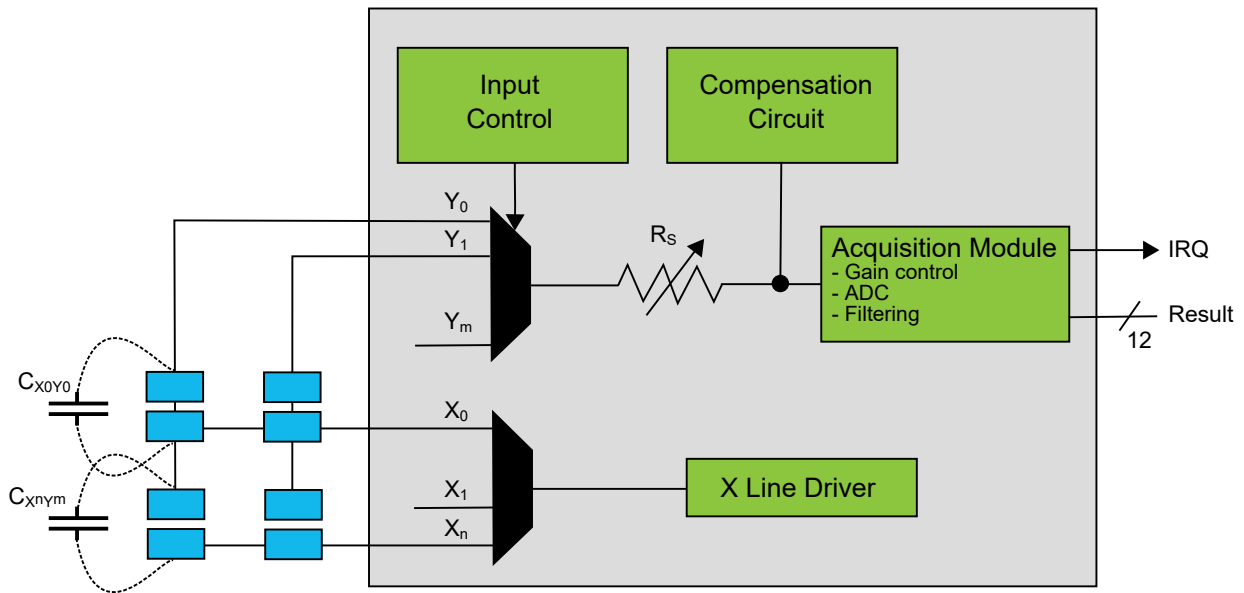 Input
Control
Compensation
Circuit
Y0
Y1
RS
Acquisition Module
- Gain control
- ADC
- Filtering
IRQ
Ym
Result
12
CX0Y0
X0
CXnYm
X1
X Line Driver
Xn